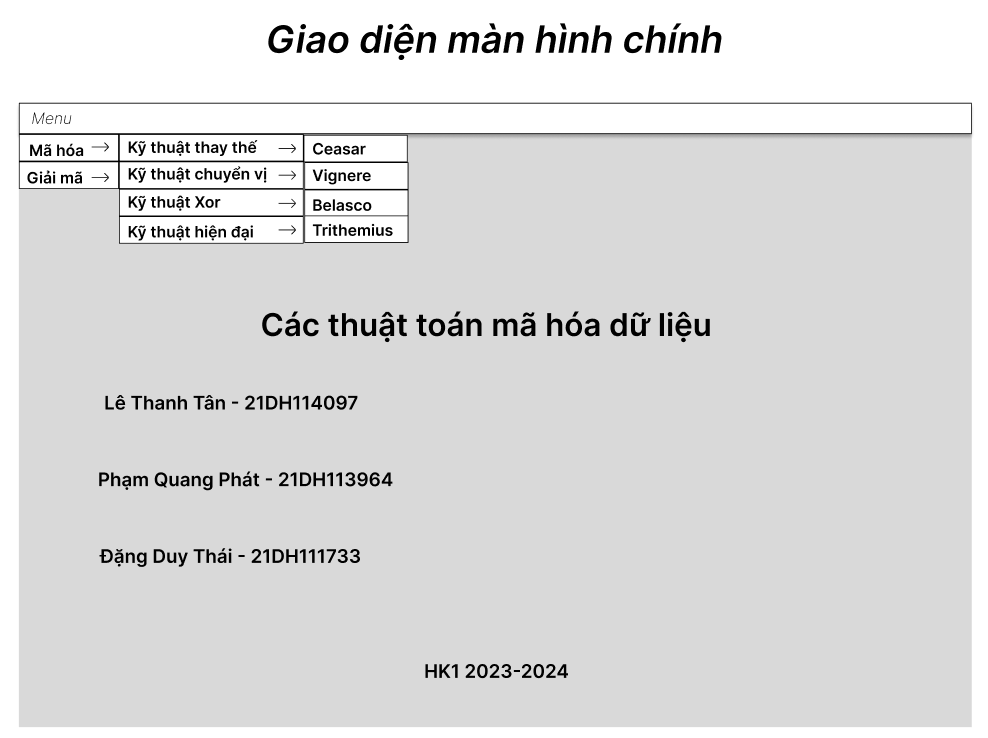 Giao diện màn hình chính
Menu
Mã hóa → Kỹ thuật thay thế → Ceasar
Giải mã → Kỹ thuật chuyển vị → Vignere
Kỹ thuật Xor → Belasco
Kỹ thuật hiện đại → Trithemius
Các thuật toán mã hóa dữ liệu
Lê Thanh Tân - 21DH114097
Phạm Quang Phát - 21DH113964
Đặng Duy Thái - 21DH111733
HK1 2023-2024